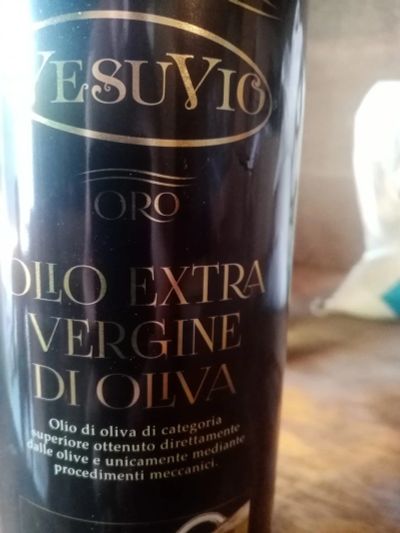 VESUVIO
ORO
OLIO EXTRA
VERGINE
DI OLIVA
Olio di oliva di categoria
superiore ottenuto direttamente
dalle olive e unicamente mediante
procedimenti meccanici.